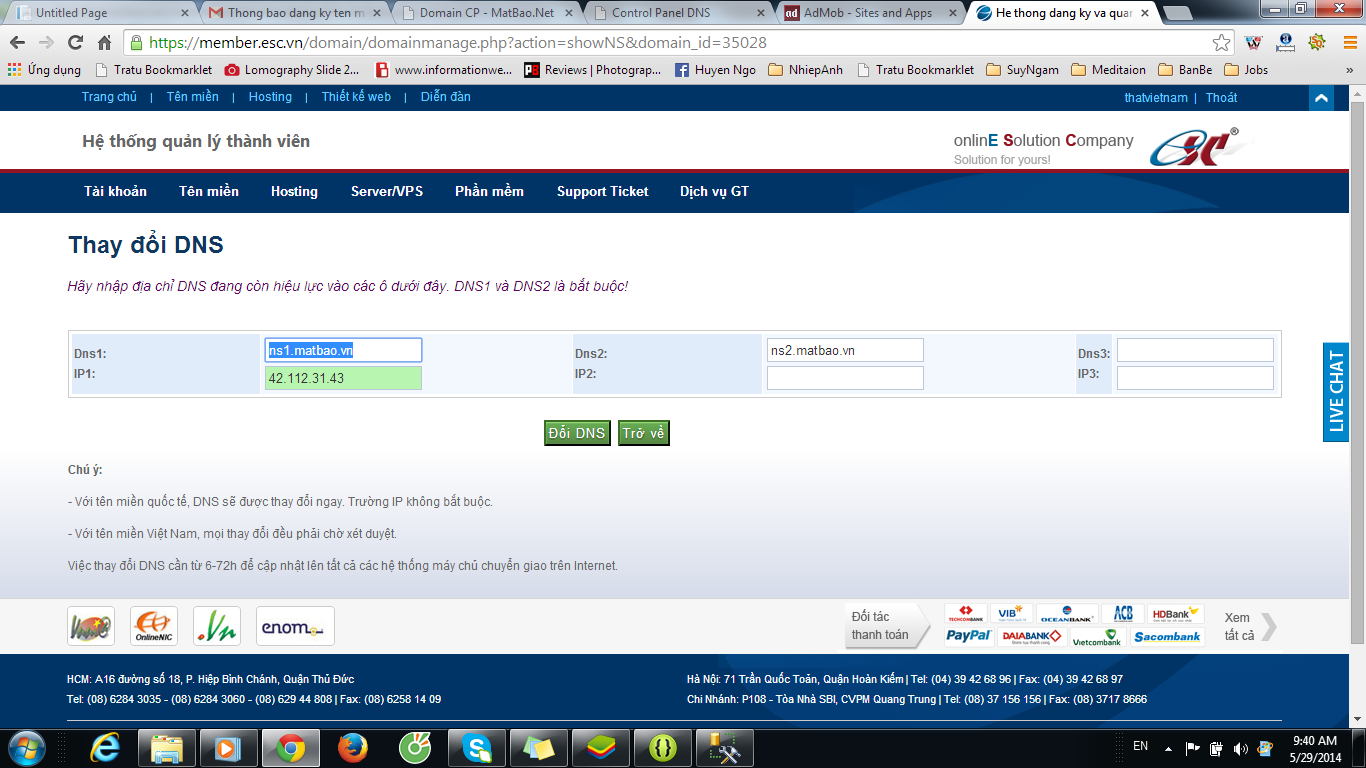 Untitled Page
Thong bao dang ky ten m
Domain CP - MatBao.Net
Control Panel DNS
AdMob - Sites and Apps
He thong dang ky va quan
https://member.esc.vn/domain/domainmanage.php?action=showNS&domain_id=35028
Ứng dụng
Tratu Bookmarklet
Lomography Slide 2...
www.informationwe...
Reviews | Photograp...
Huyen Ngo
NhiepAnh
Tratu Bookmarklet
SuyNgam
Meditaion
BanBe
Jobs
»
Trang chủ | Tên miền | Hosting | Thiết kế web | Diễn đàn
thatvietnam | Thoát
Hệ thống quản lý thành viên
onlinE Solution Company
Solution for yours!
Tài khoản
Tên miền
Hosting
Server/VPS
Phần mềm
Support Ticket
Dịch vụ GT
Thay đổi DNS
Hãy nhập địa chỉ DNS đang còn hiệu lực vào các ô dưới đây. DNS1 và DNS2 là bắt buộc!
Dns1: ns1.matbao.vn
IP1: 42.112.31.43
Dns2: ns2.matbao.vn
IP2:
Dns3:
IP3:
LIVE CHAT
Đổi DNS
Trở về
Chú ý:
- Với tên miền quốc tế, DNS sẽ được thay đổi ngay. Trường IP không bắt buộc.
- Với tên miền Việt Nam, mọi thay đổi đều phải chờ xét duyệt.
Việc thay đổi DNS cần từ 6-72h để cập nhật lên tất cả các hệ thống máy chủ chuyển giao trên Internet.
OnlineNIC
.Vn
enom
Đối tác
thanh toán
TECHCOMBANK
VIB
OCEANBANK
ACB
HDBank
PayPal
DAIABANK
Vietcombank
Sacombank
Xem
tất cả
HCM: A16 đường số 18, P. Hiệp Bình Chánh, Quận Thủ Đức
Tel: (08) 6284 3035 - (08) 6284 3060 - (08) 629 44 808 | Fax: (08) 6258 14 09
Hà Nội: 71 Trần Quốc Toản, Quận Hoàn Kiếm | Tel: (04) 39 42 68 96 | Fax: (04) 39 42 68 97
Chi Nhánh: P108 - Tòa Nhà SBI, CVPM Quang Trung | Tel: (08) 37 156 156 | Fax: (08) 3717 8666
EN
9:40 AM
5/29/2014